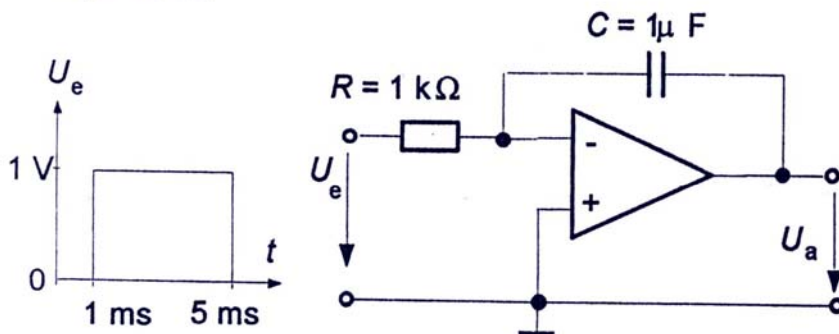 C = 1μ F
U_e
R = 1 kΩ
1 V
-
+
U_e
U_a
t
0
1 ms 5 ms